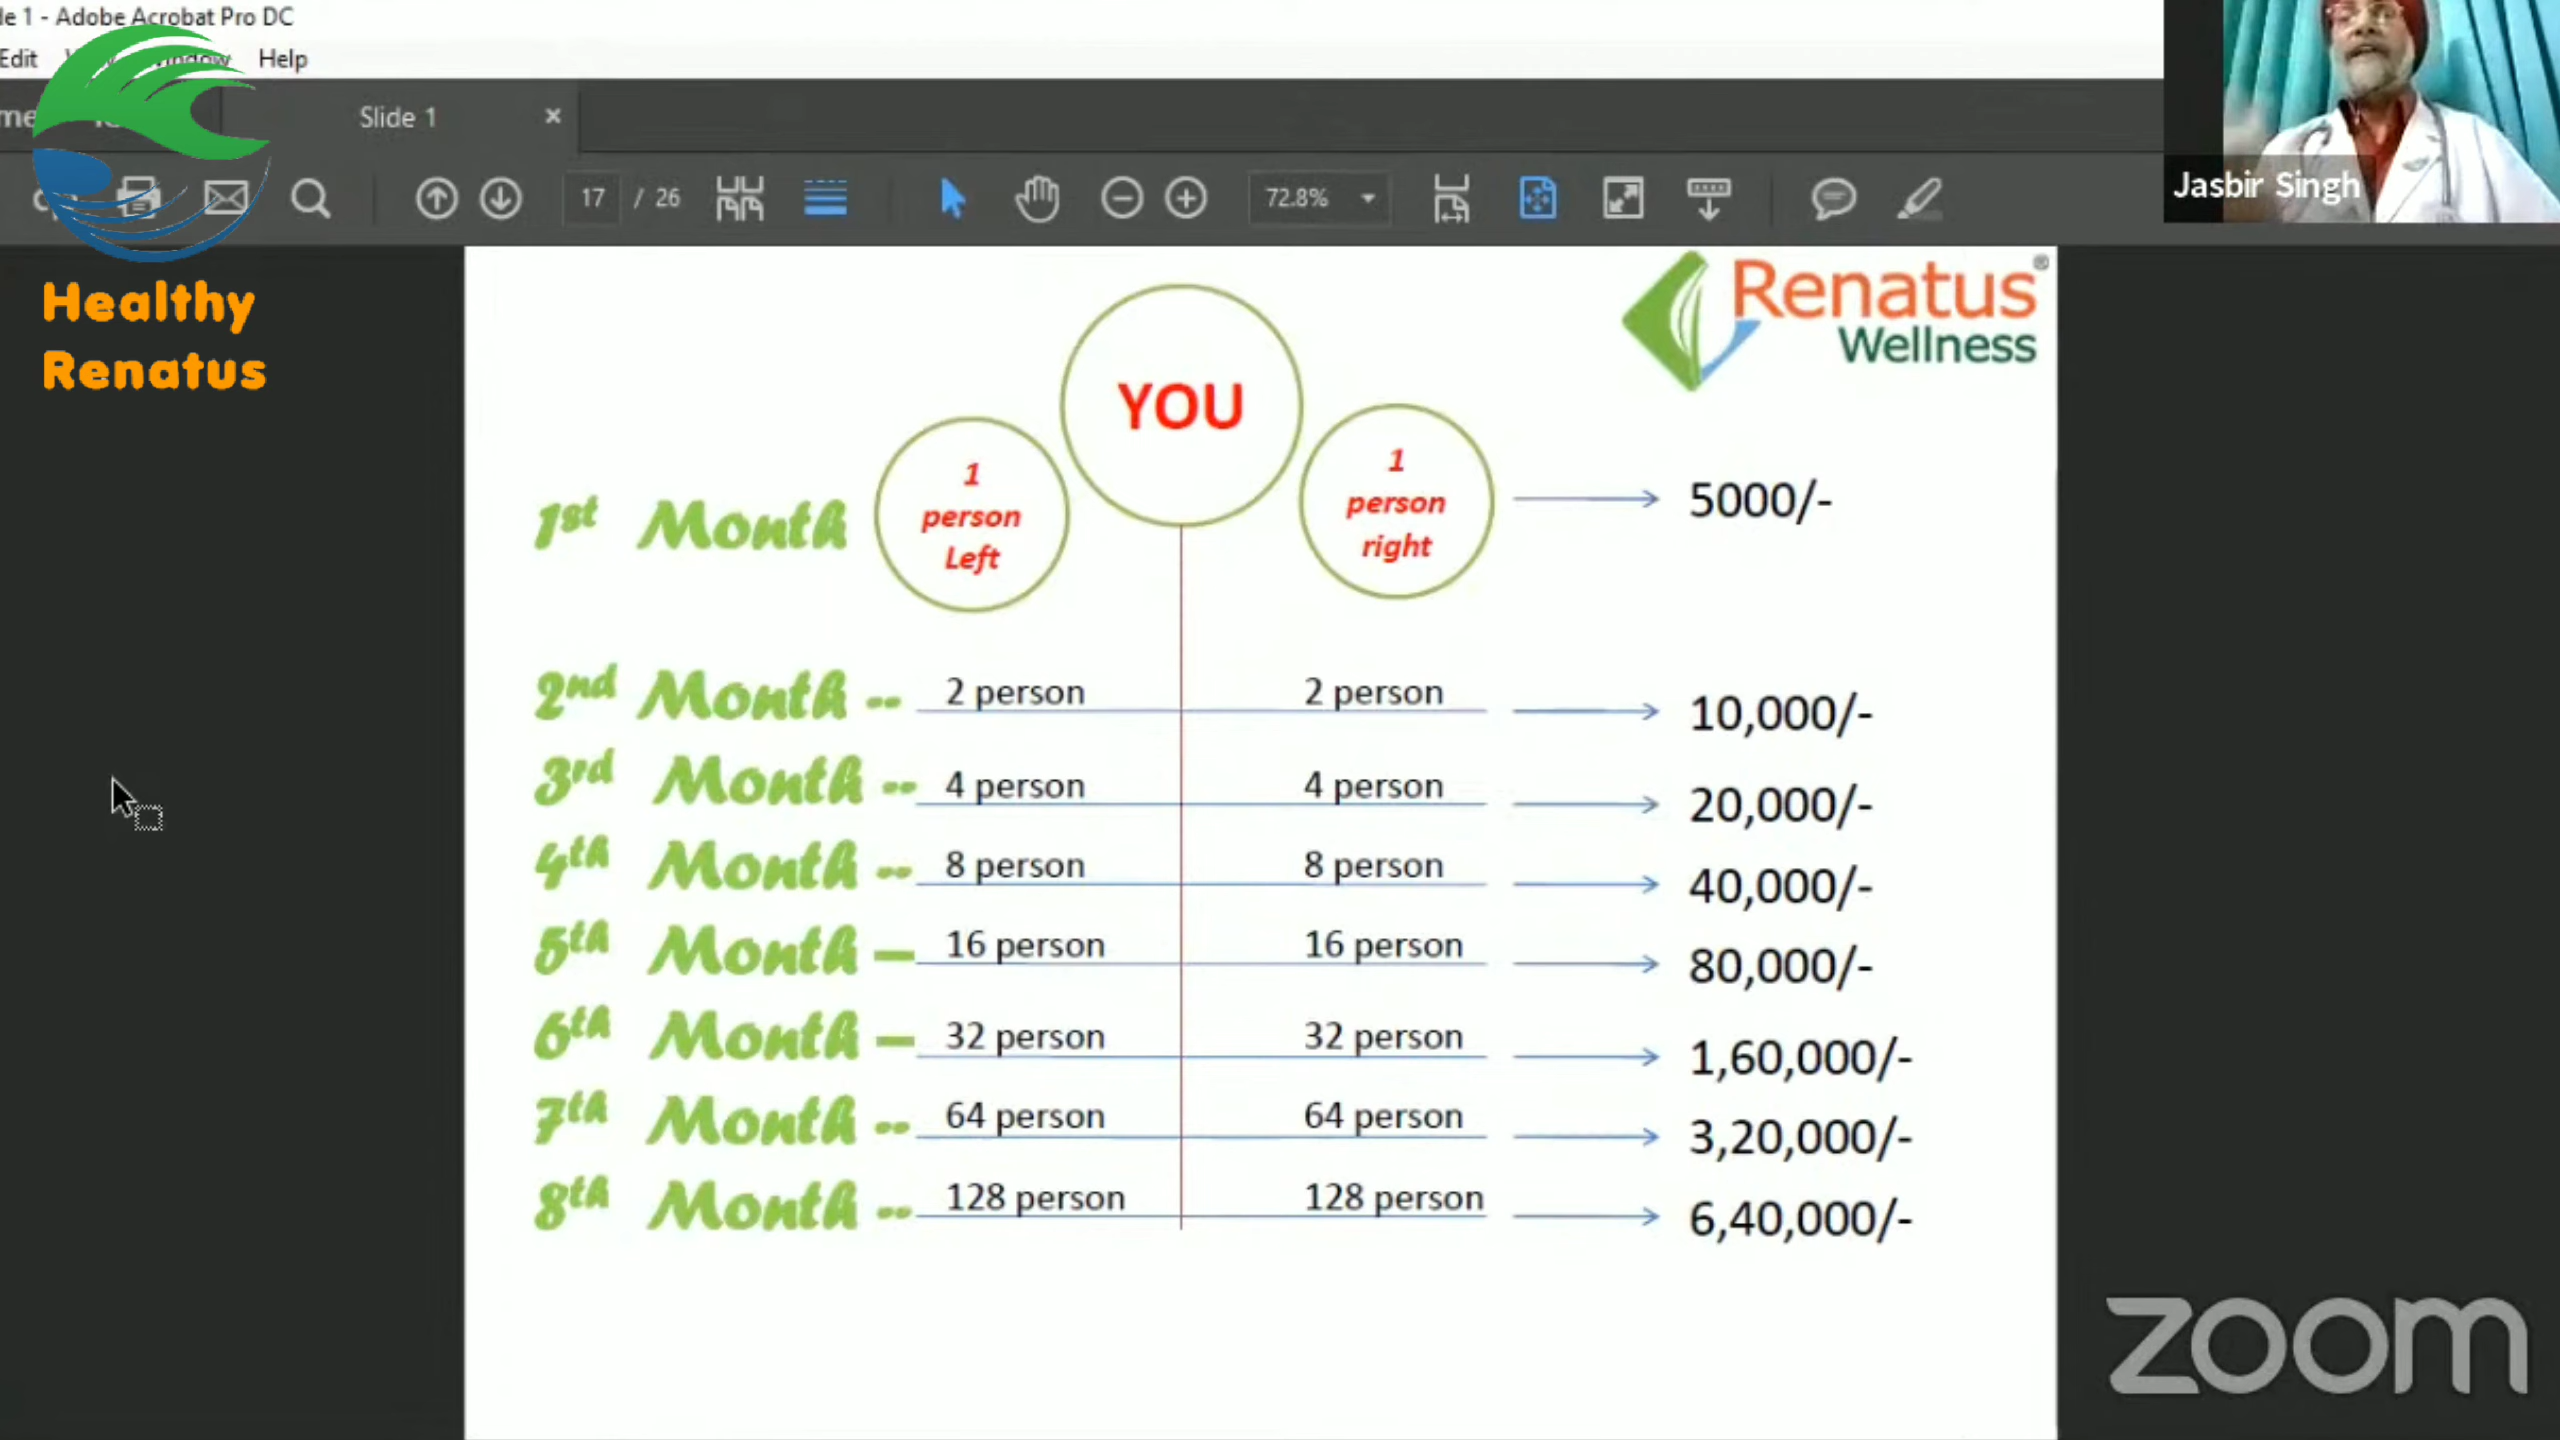 de 1 - Adobe Acrobat Pro DC
Edit Window Help
Slide 1 ×
17 / 26 72.8%
Jasbir Singh
Healthy
Renatus
Renatus®
Wellness
YOU
1
person
Left
1
person
right
1st Month 5000/-
2nd Month -- 2 person 2 person 10,000/-
3rd Month -- 4 person 4 person 20,000/-
4th Month -- 8 person 8 person 40,000/-
5th Month – 16 person 16 person 80,000/-
6th Month – 32 person 32 person 1,60,000/-
7th Month -- 64 person 64 person 3,20,000/-
8th Month -- 128 person 128 person 6,40,000/-
zoom